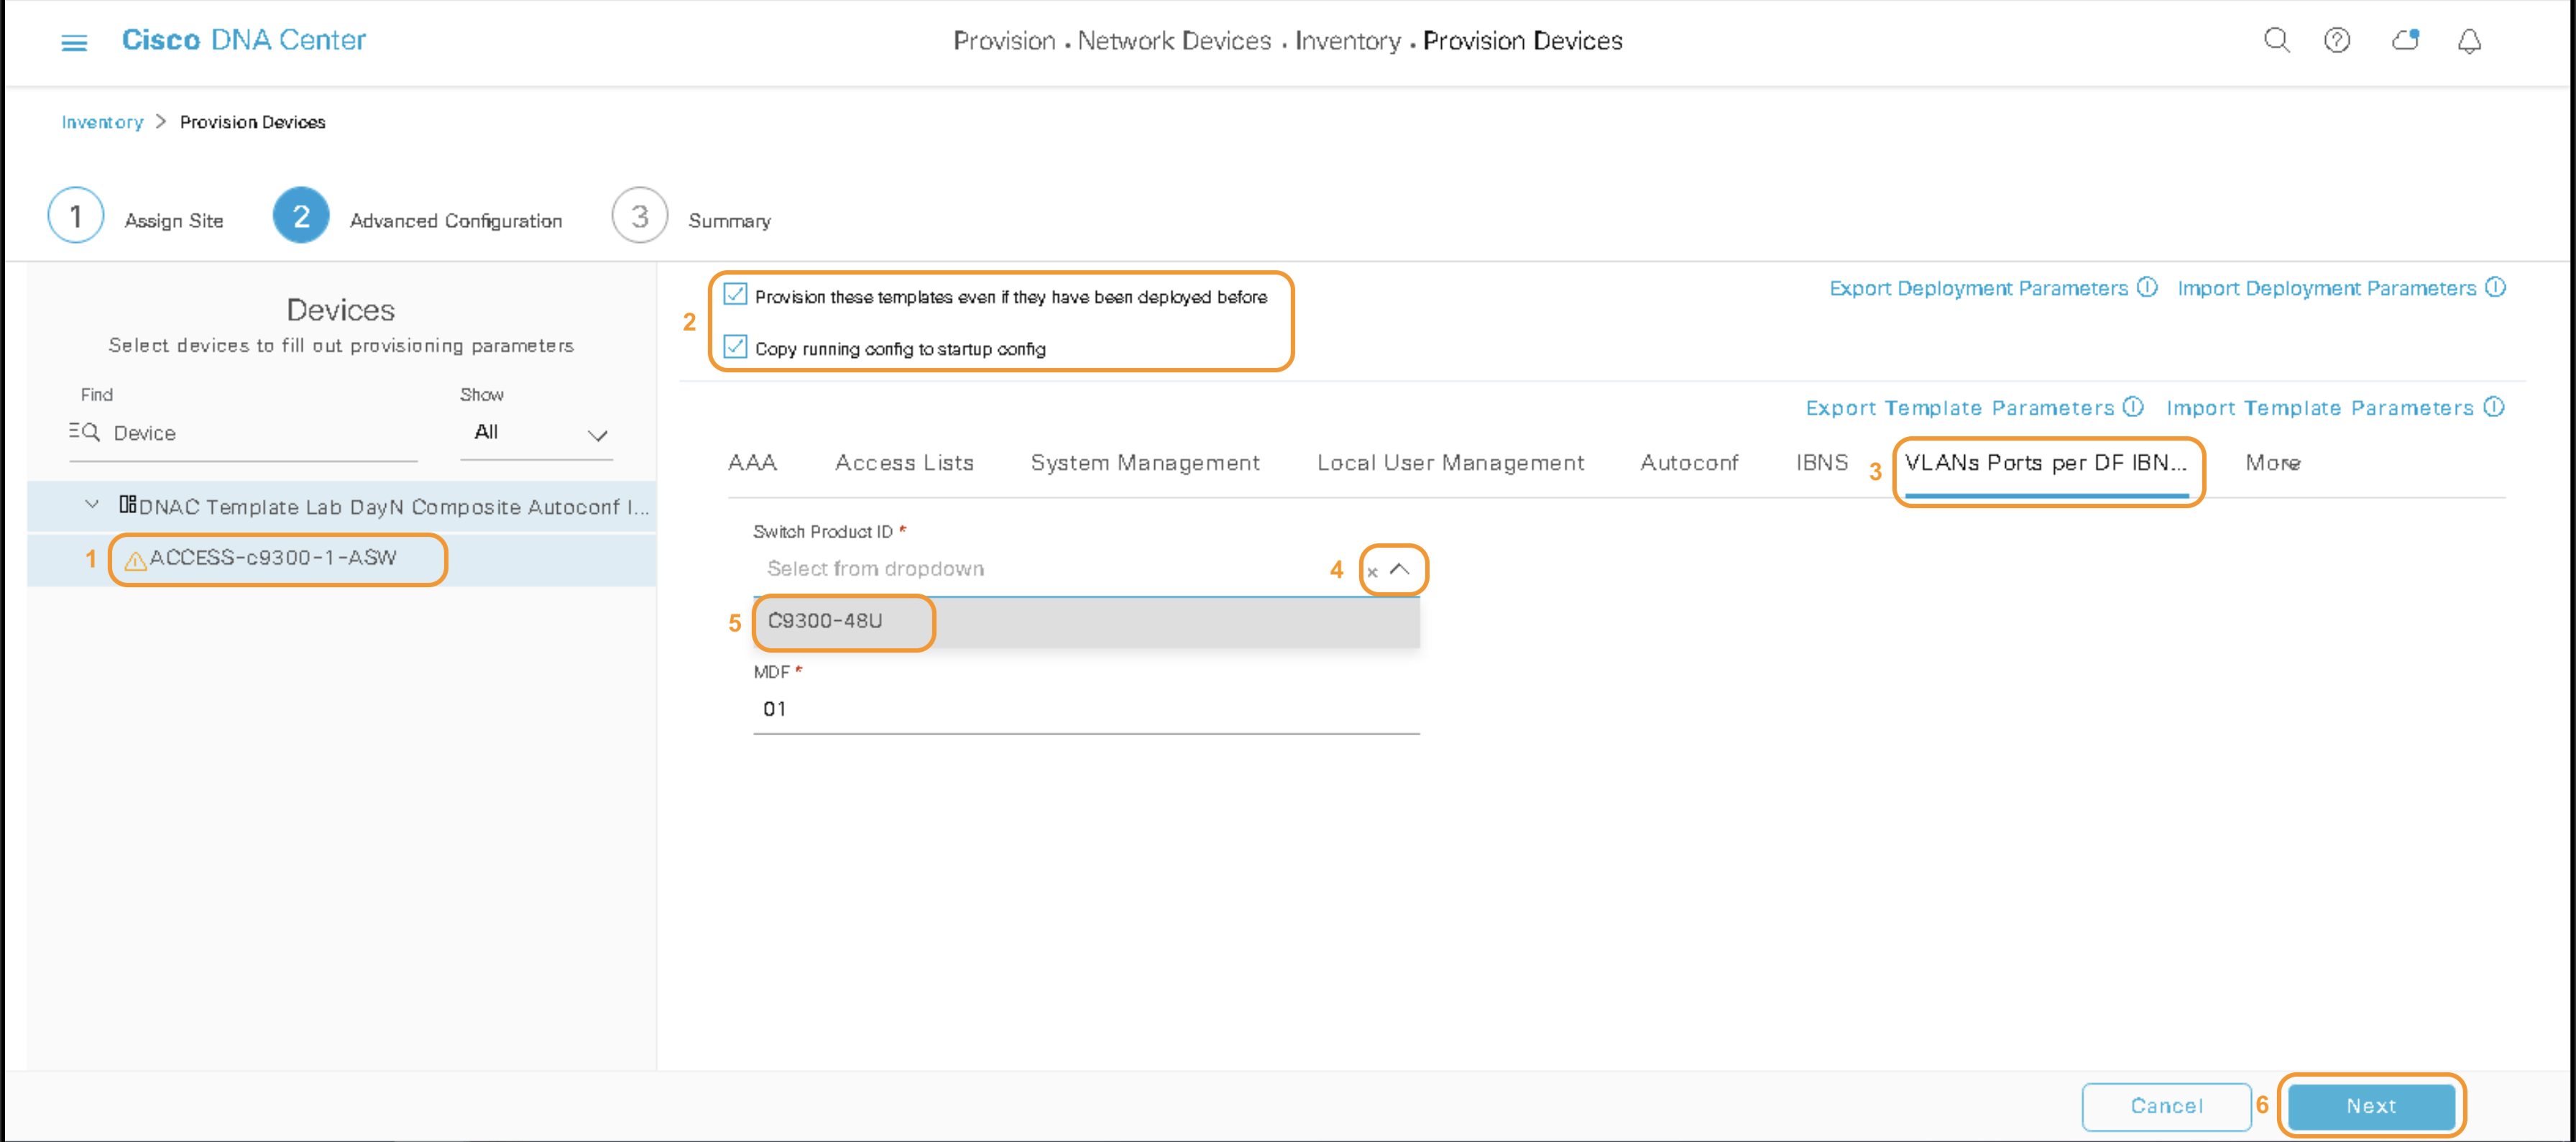 Cisco DNA Center
Provision · Network Devices · Inventory · Provision Devices
Inventory > Provision Devices
1 Assign Site
2 Advanced Configuration
3 Summary
Devices
Select devices to fill out provisioning parameters
Find
Device
Show
All
DNAC Template Lab DayN Composite Autoconf I...
1 ACCESS-c9300-1-ASW
2
Provision these templates even if they have been deployed before
Copy running config to startup config
Export Deployment Parameters Import Deployment Parameters
Export Template Parameters Import Template Parameters
AAA Access Lists System Management Local User Management Autoconf IBNS 3 VLANs Ports per DF IBN... More
Switch Product ID *
Select from dropdown 4 x
5 C9300-48U
MDF *
01
Cancel 6 Next